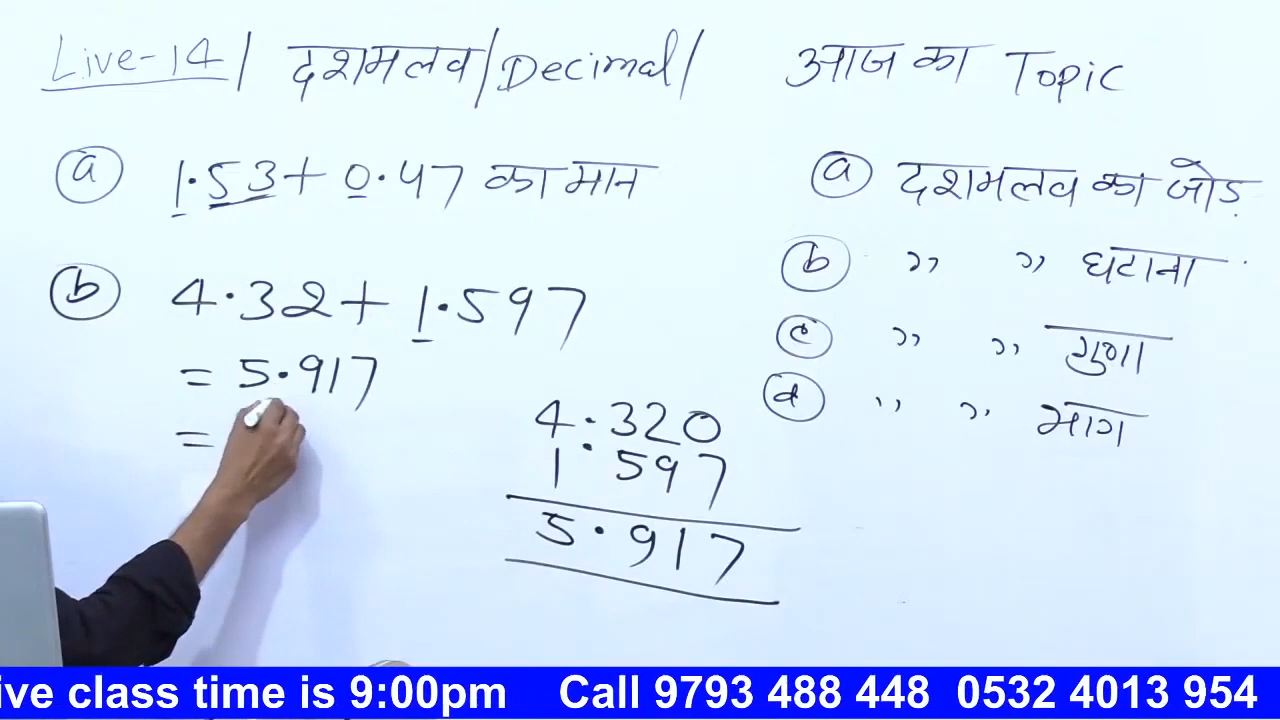 Live-14 / दशमलव / Decimal / आज का Topic
a 1.53 + 0.47 का मान
b 4.32 + 1.597
= 5.917
=
4.320
1.597
5.917
a दशमलव का जोड़
b ,, ,, घटाना
c ,, ,, गुणा
d ,, ,, भाग
ive class time is 9:00pm Call 9793 488 448 0532 4013 954